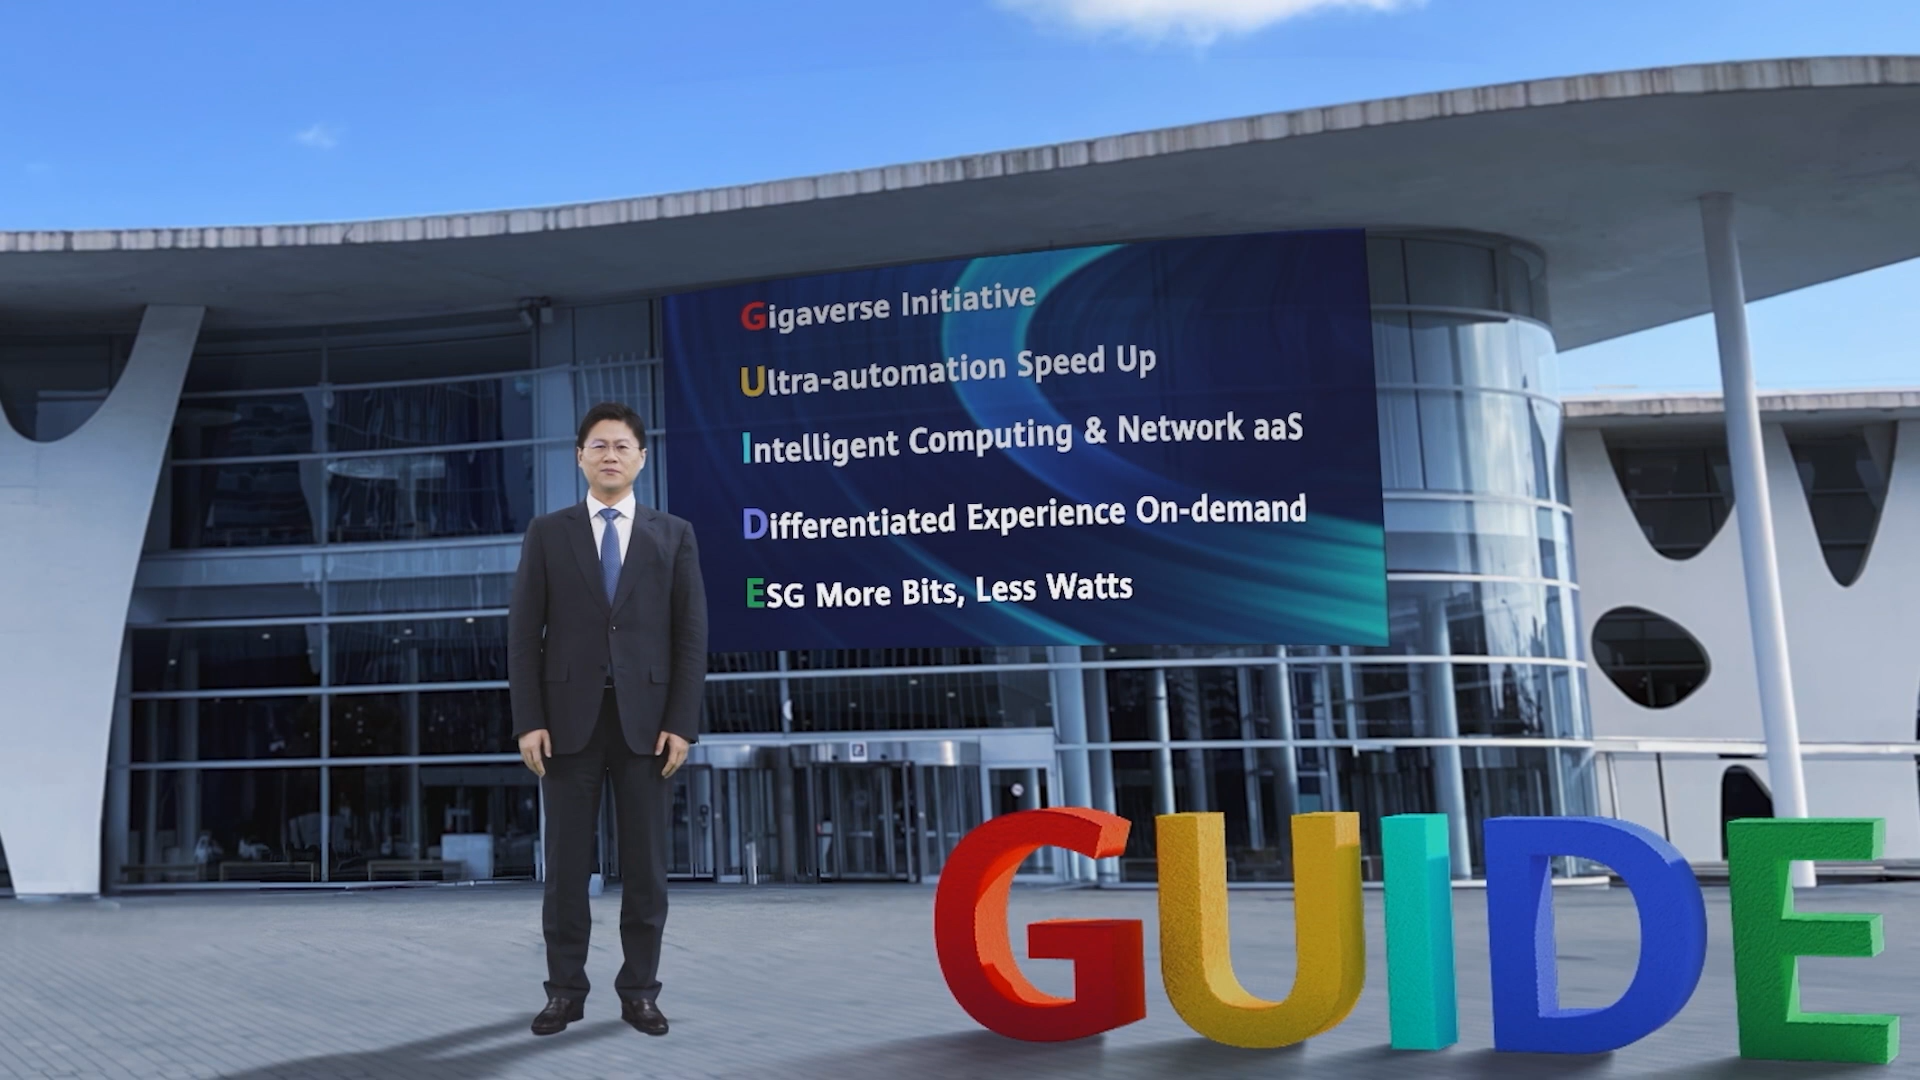 Gigaverse Initiative
Ultra-automation Speed Up
Intelligent Computing & Network aaS
Differentiated Experience On-demand
ESG More Bits, Less Watts
GUIDE